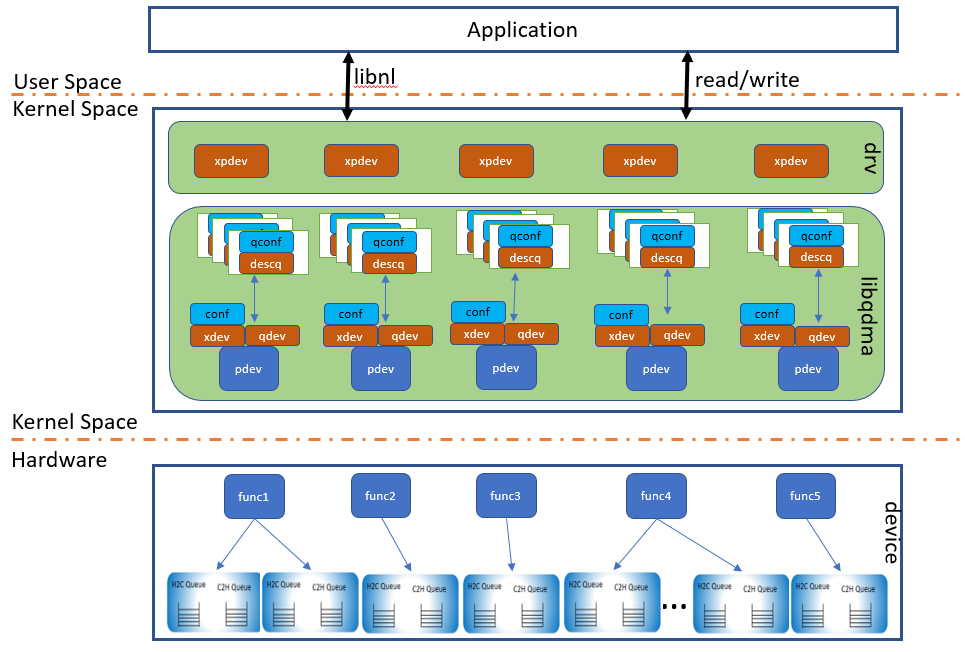 Application
User Space
libnl
read/write
Kernel Space
xpdev
xpdev
xpdev
xpdev
xpdev
drv
qconf
qconf
qconf
qconf
qconf
descq
descq
descq
descq
descq
libqdma
conf
conf
conf
conf
conf
xdev
qdev
xdev
qdev
xdev
qdev
xdev
qdev
xdev
qdev
pdev
pdev
pdev
pdev
pdev
Kernel Space
Hardware
func1
func2
func3
func4
func5
device
H2C Queue
C2H Queue
H2C Queue
C2H Queue
H2C Queue
C2H Queue
H2C Queue
C2H Queue
H2C Queue
C2H Queue
...
H2C Queue
C2H Queue
H2C Queue
C2H Queue